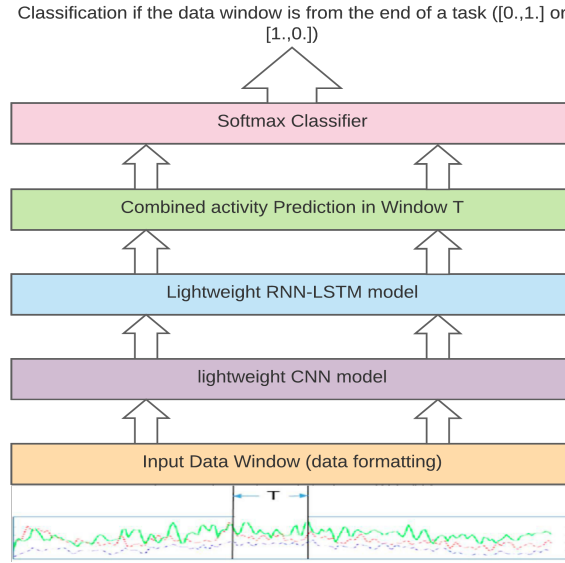 Classification if the data window is from the end of a task ([0.,1.] or
[1.,0.])
Softmax Classifier
Combined activity Prediction in Window T
Lightweight RNN-LSTM model
lightweight CNN model
Input Data Window (data formatting)
T